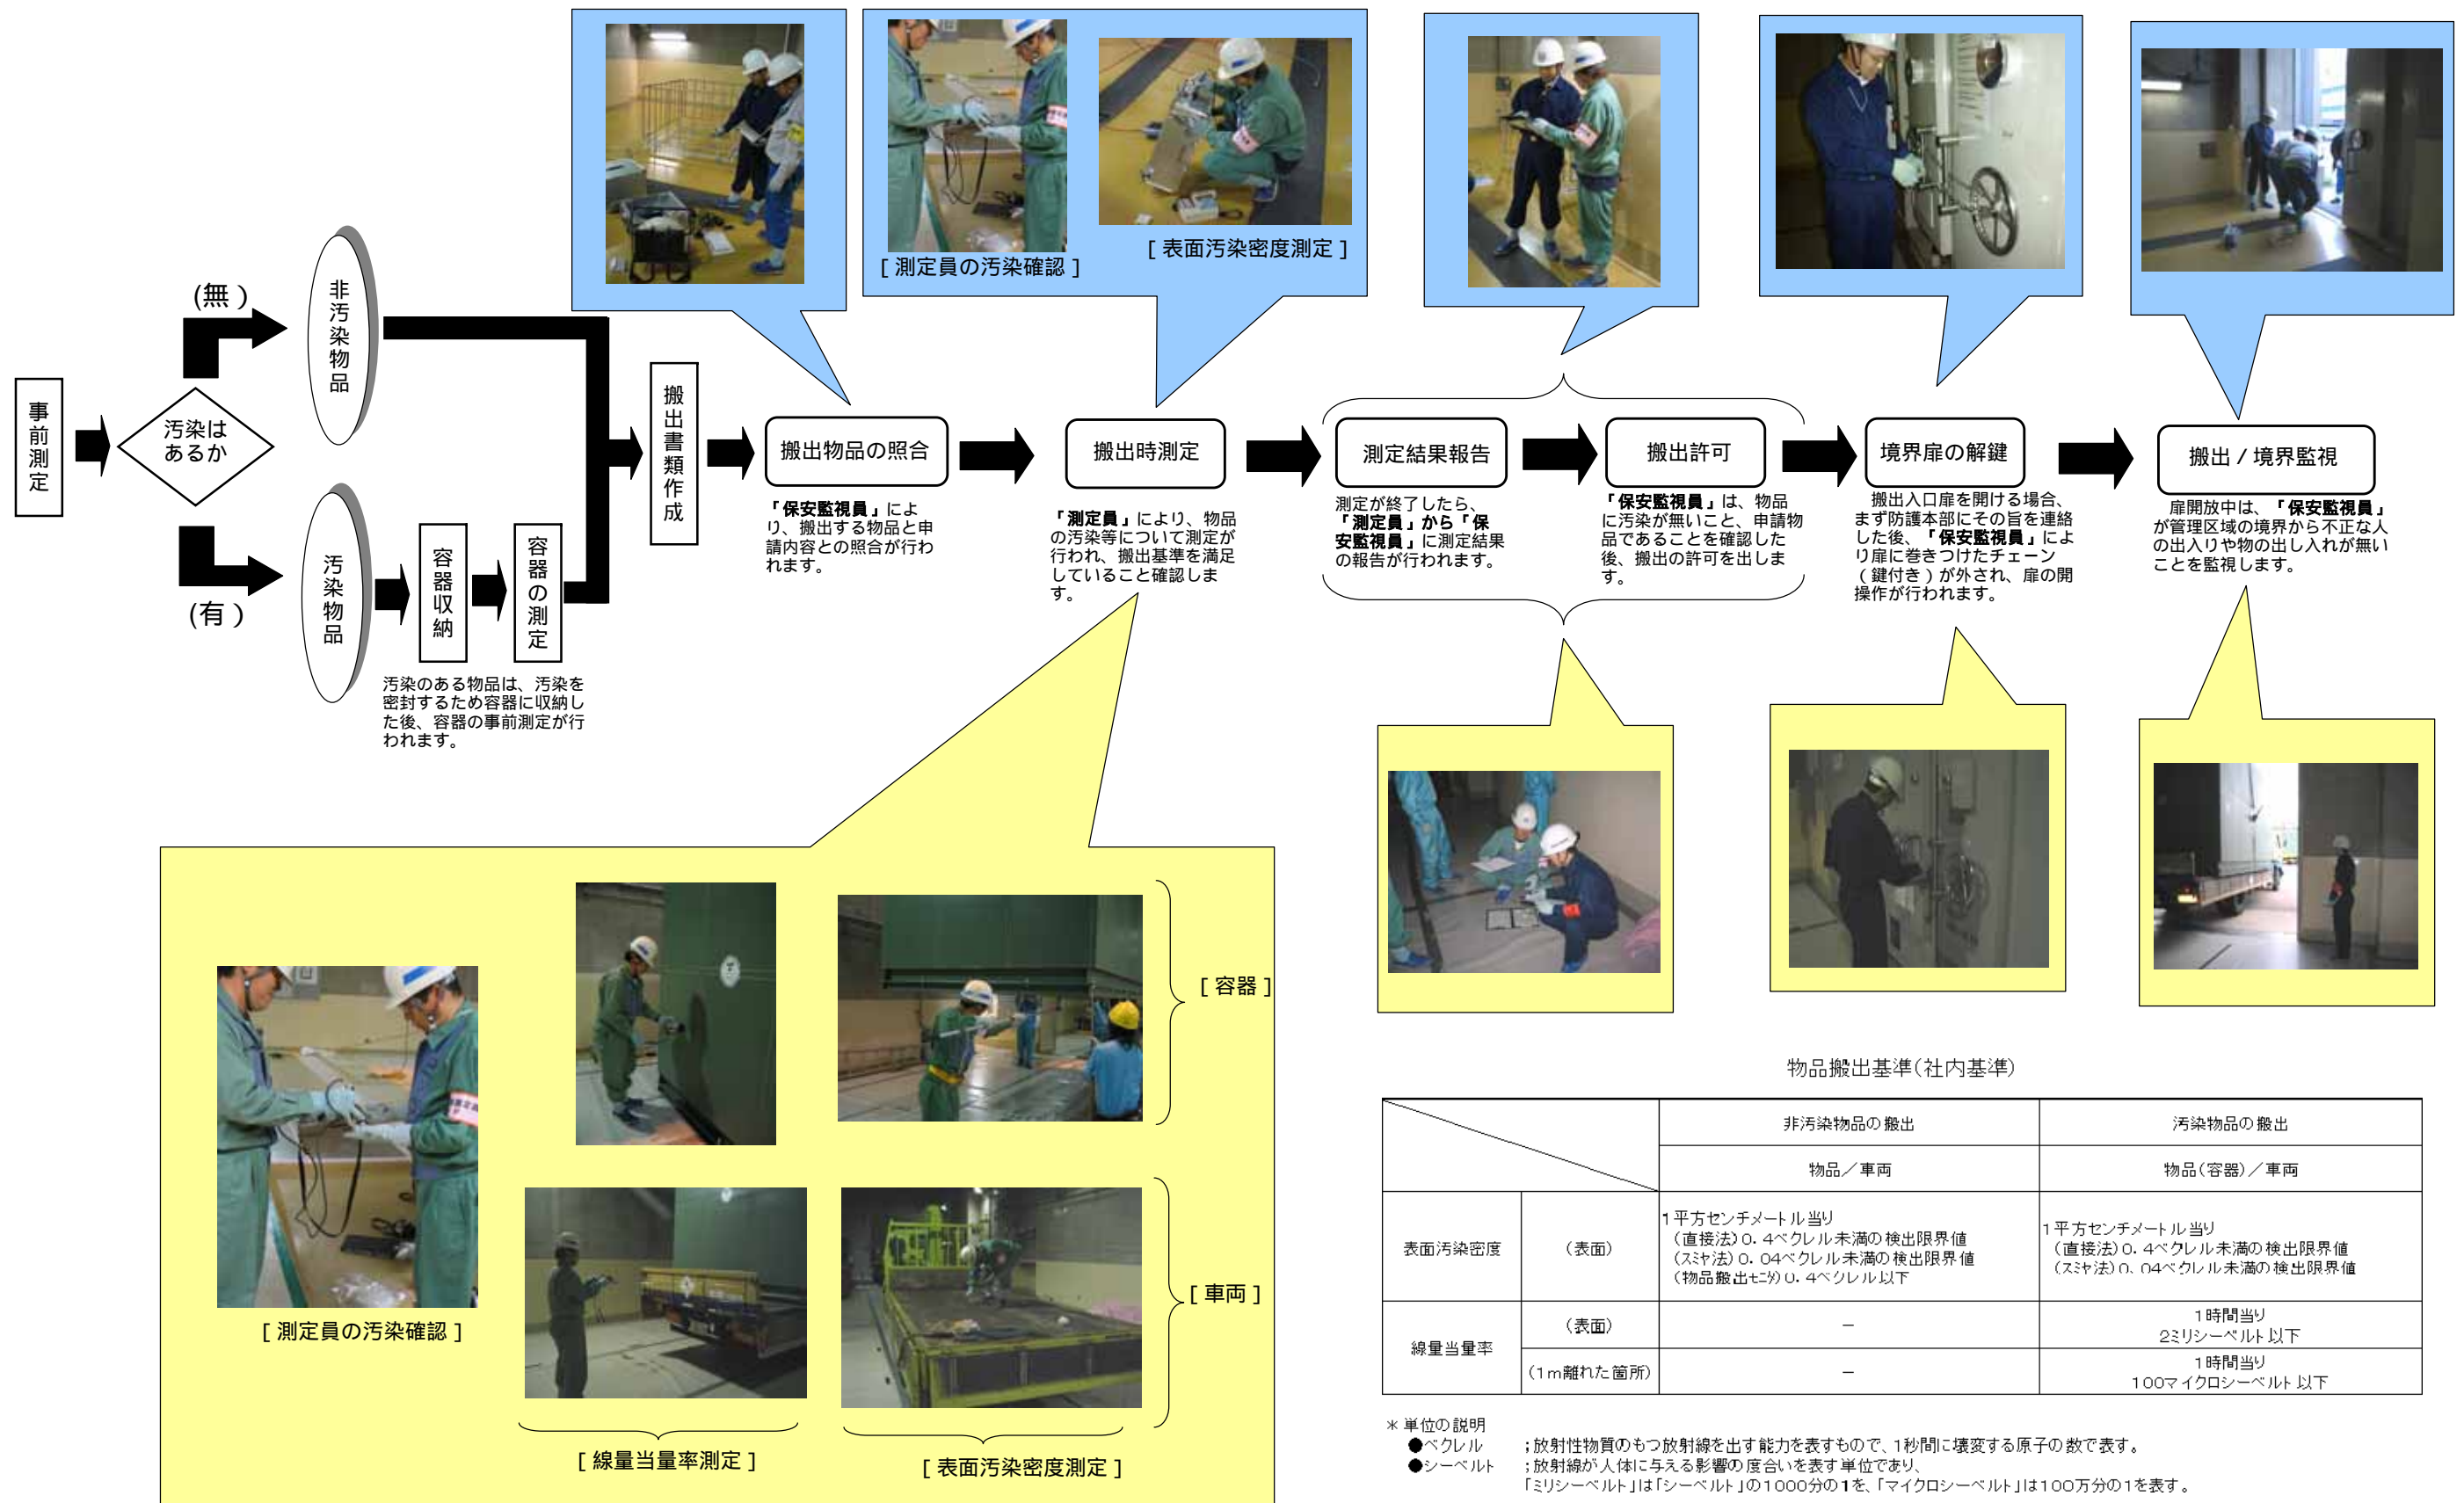 [ 測定員の汚染確認 ]
[ 表面汚染密度測定 ]
事前測定
汚染は
あるか
(無 )
(有 )
非汚染物品
汚染物品
容器収納
容器の測定
汚染のある物品は、汚染を
密封するため容器に収納し
た後、容器の事前測定が行
われます。
搬出書類作成
搬出物品の照合
「保安監視員」によ
り、搬出する物品と申
請内容との照合が行わ
れます。
搬出時測定
「測定員」により、物品
の汚染等について測定が
行われ、搬出基準を満足
していること確認しま
す。
測定結果報告
測定が終了したら、
「測定員」から「保
安監視員」に測定結果
の報告が行われます。
搬出許可
「保安監視員」は、物品
に汚染が無いこと、申請物
品であることを確認した
後、搬出の許可を出しま
す。
境界扉の解鍵
搬出入口扉を開ける場合、
まず防護本部にその旨を連絡
した後、「保安監視員」によ
り扉に巻きつけたチェーン
( 鍵付き ) が外され、扉の開
操作が行われます。
搬出 / 境界監視
扉開放中は、「保安監視員」
が管理区域の境界から不正な人
の出入りや物の出し入れが無い
ことを監視します。
[ 測定員の汚染確認 ]
[ 容器 ]
[ 車両 ]
[ 線量当量率測定 ]
[ 表面汚染密度測定 ]
物品搬出基準(社内基準)
非汚染物品の搬出
汚染物品の搬出
物品／車両
物品(容器)／車両
表面汚染密度
(表面)
1平方センチメートル当り
(直接法)0．4ベクレル未満の検出限界値
(スミヤ法)0．04ベクレル未満の検出限界値
(物品搬出モニタ)0．4ベクレル以下
1平方センチメートル当り
(直接法)0．4ベクレル未満の検出限界値
(スミヤ法)0．04ベクレル未満の検出限界値
線量当量率
(表面)
－
1時間当り
2ミリシーベルト以下
(1m離れた箇所)
－
1時間当り
100マイクロシーベルト以下
＊単位の説明
●ベクレル ；放射性物質のもつ放射線を出す能力を表すもので、1秒間に壊変する原子の数で表す。
●シーベルト ；放射線が人体に与える影響の度合いを表す単位であり、
「ミリシーベルト」は「シーベルト」の1000分の1を、「マイクロシーベルト」は100万分の1を表す。